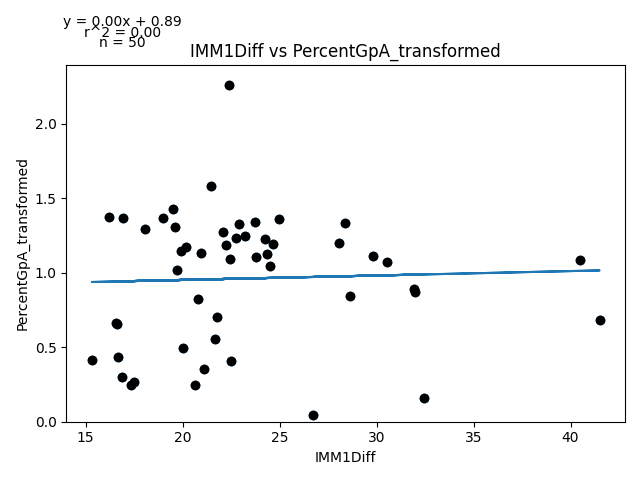 y = 0.00x + 0.89
r^2 = 0.00
n = 50
IMM1Diff vs PercentGpA_transformed
PercentGpA_transformed
2.0
1.5
1.0
0.5
0.0
15 20 25 30 35 40
IMM1Diff